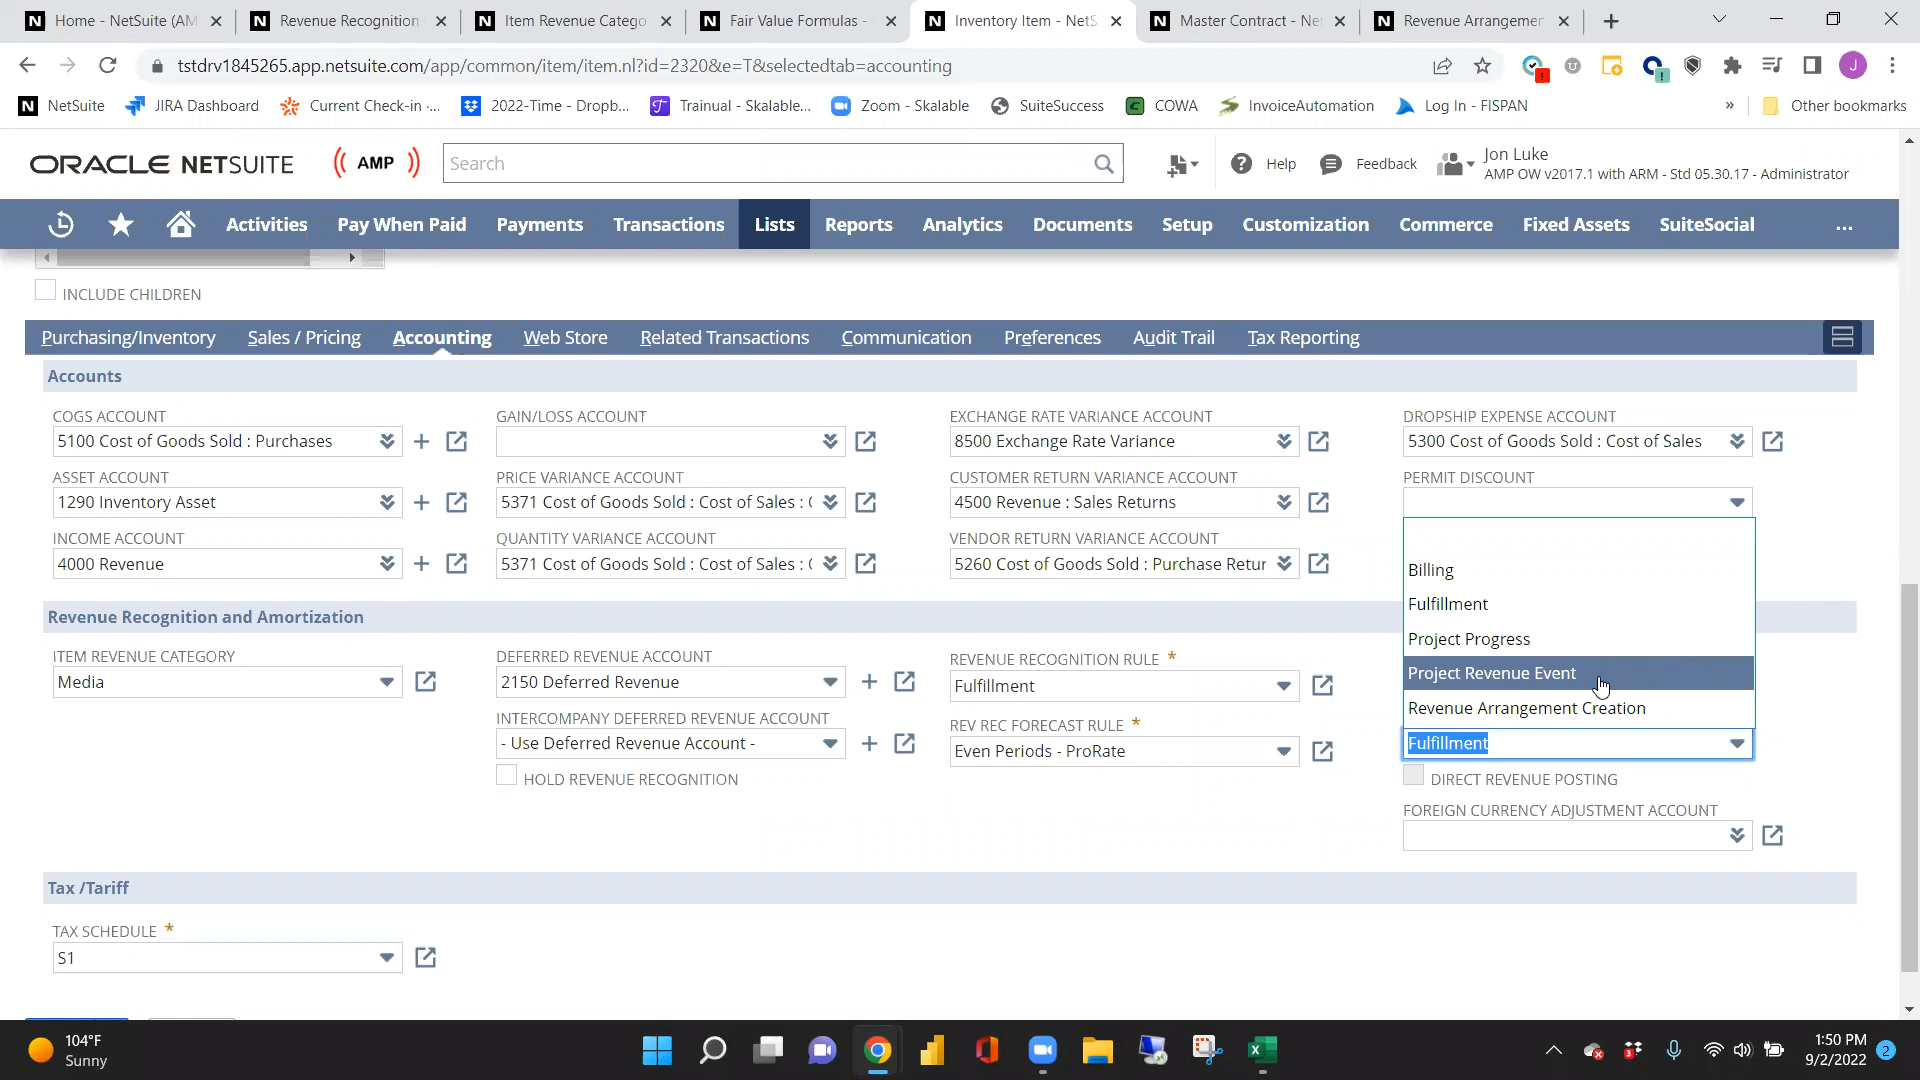 Home - NetSuite (AM
Revenue Recognition
Item Revenue Catego
Fair Value Formulas -
Inventory Item - NetS
Master Contract - Net
Revenue Arrangemen
tstdrv1845265.app.netsuite.com/app/common/item/item.nl?id=2320&e=T&selectedtab=accounting
NetSuite
JIRA Dashboard
Current Check-in -...
2022-Time - Dropb...
Trainual - Skalable...
Zoom - Skalable
SuiteSuccess
COWA
InvoiceAutomation
Log In - FISPAN
»
Other bookmarks
ORACLE NETSUITE
AMP
Search
Help
Feedback
Jon Luke
AMP OW v2017.1 with ARM - Std 05.30.17 - Administrator
Activities
Pay When Paid
Payments
Transactions
Lists
Reports
Analytics
Documents
Setup
Customization
Commerce
Fixed Assets
SuiteSocial
...
INCLUDE CHILDREN
Purchasing/Inventory
Sales / Pricing
Accounting
Web Store
Related Transactions
Communication
Preferences
Audit Trail
Tax Reporting
Accounts
COGS ACCOUNT
5100 Cost of Goods Sold : Purchases
GAIN/LOSS ACCOUNT
EXCHANGE RATE VARIANCE ACCOUNT
8500 Exchange Rate Variance
DROPSHIP EXPENSE ACCOUNT
5300 Cost of Goods Sold : Cost of Sales
ASSET ACCOUNT
1290 Inventory Asset
PRICE VARIANCE ACCOUNT
5371 Cost of Goods Sold : Cost of Sales : (
CUSTOMER RETURN VARIANCE ACCOUNT
4500 Revenue : Sales Returns
PERMIT DISCOUNT
INCOME ACCOUNT
4000 Revenue
QUANTITY VARIANCE ACCOUNT
5371 Cost of Goods Sold : Cost of Sales : (
VENDOR RETURN VARIANCE ACCOUNT
5260 Cost of Goods Sold : Purchase Retur
Billing
Fulfillment
Project Progress
Project Revenue Event
Revenue Arrangement Creation
Fulfillment
Revenue Recognition and Amortization
ITEM REVENUE CATEGORY
Media
DEFERRED REVENUE ACCOUNT
2150 Deferred Revenue
REVENUE RECOGNITION RULE *
Fulfillment
INTERCOMPANY DEFERRED REVENUE ACCOUNT
- Use Deferred Revenue Account -
REV REC FORECAST RULE *
Even Periods - ProRate
HOLD REVENUE RECOGNITION
DIRECT REVENUE POSTING
FOREIGN CURRENCY ADJUSTMENT ACCOUNT
Tax /Tariff
TAX SCHEDULE *
S1
104°F
Sunny
1:50 PM
9/2/2022
2